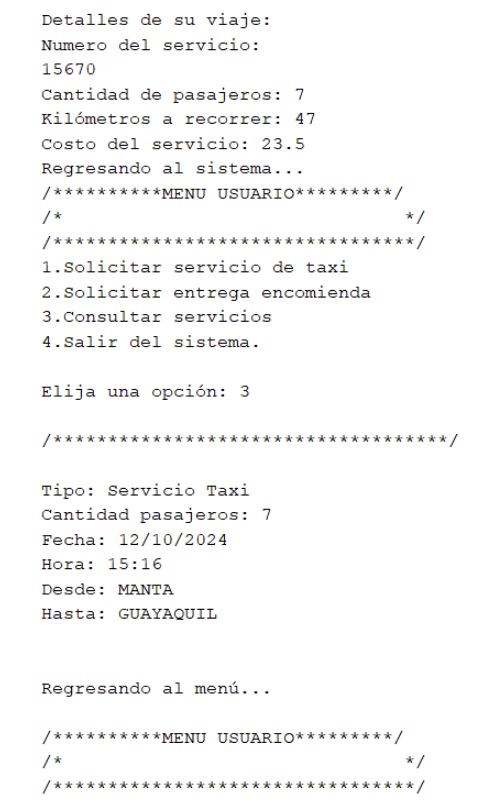 Detalles de su viaje:
Numero del servicio:
15670
Cantidad de pasajeros: 7
Kilómetros a recorrer: 47
Costo del servicio: 23.5
Regresando al sistema...
/**********MENU USUARIO*********/
/*                               */
/*********************************/
1.Solicitar servicio de taxi
2.Solicitar entrega encomienda
3.Consultar servicios
4.Salir del sistema.
Elija una opción: 3
/************************************/
Tipo: Servicio Taxi
Cantidad pasajeros: 7
Fecha: 12/10/2024
Hora: 15:16
Desde: MANTA
Hasta: GUAYAQUIL
Regresando al menú...
/**********MENU USUARIO*********/
/*                               */
/*********************************/